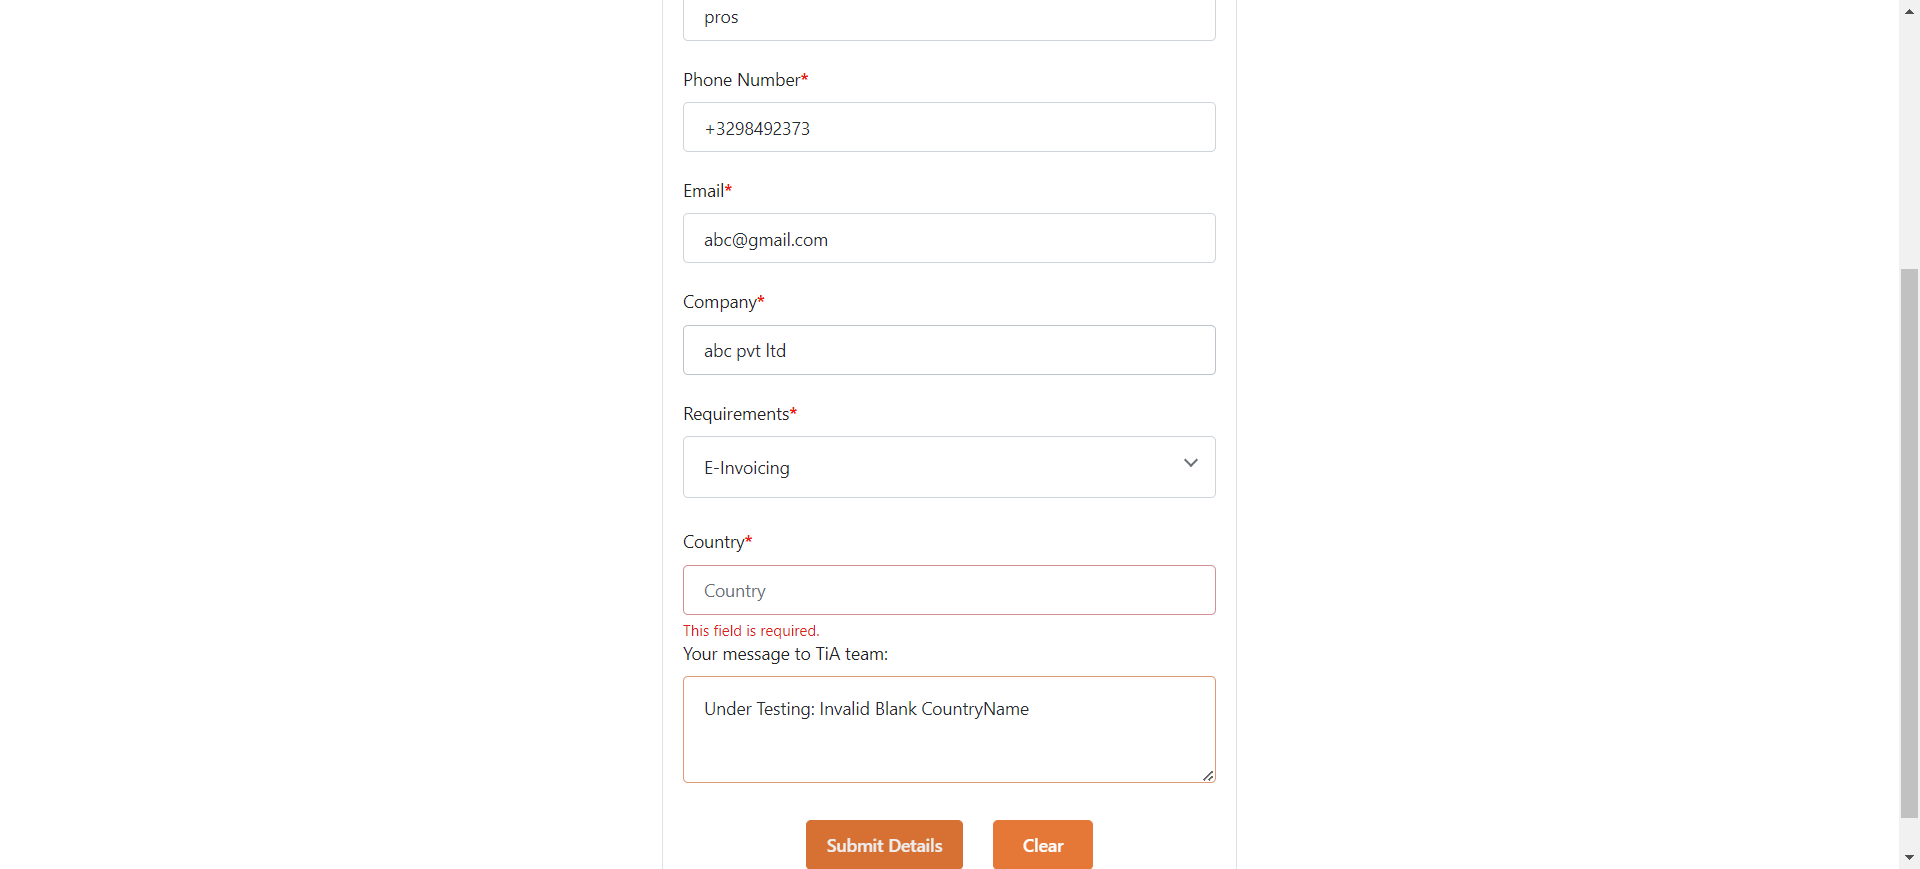 pros
Phone Number*
+3298492373
Email*
abc@gmail.com
Company*
abc pvt ltd
Requirements*
E-Invoicing
Country*
Country
This field is required.
Your message to TiA team:
Under Testing: Invalid Blank CountryName
Submit Details
Clear